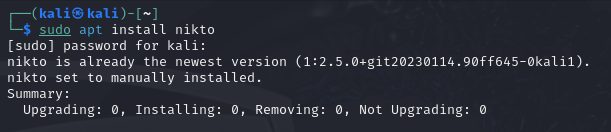 ┌──(kali㉿kali)-[~]
└─$ sudo apt install nikto
[sudo] password for kali:
nikto is already the newest version (1:2.5.0+git20230114.90ff645-0kali1).
nikto set to manually installed.
Summary:
  Upgrading: 0, Installing: 0, Removing: 0, Not Upgrading: 0